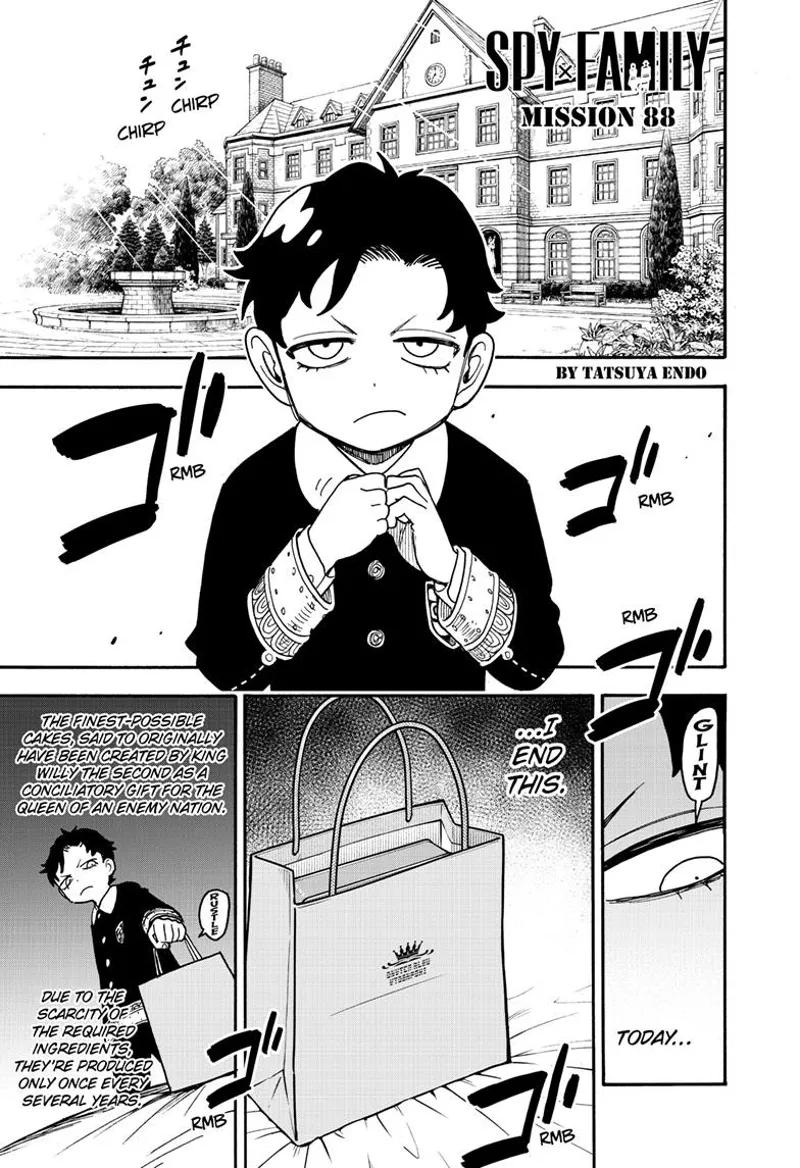 SPY×FAMILY
MISSION 88
チュン
CHIRP
チュン
CHIRP
BY TATSUYA ENDO
ゴ
RMB
ゴ
RMB
ゴ
RMB
GLINT
TODAY...
...I
END
THIS.
ゴ
RMB
THE FINEST-POSSIBLE
CAKES, SAID TO ORIGINALLY
HAVE BEEN CREATED BY KING
WILLY THE SECOND AS A
CONCILIATORY GIFT FOR THE
QUEEN OF AN ENEMY NATION.
RUSTLE
DUE TO THE
SCARCITY OF
THE REQUIRED
INGREDIENTS,
THEY'RE PRODUCED
ONLY ONCE EVERY
SEVERAL YEARS.
ゴ
RMB